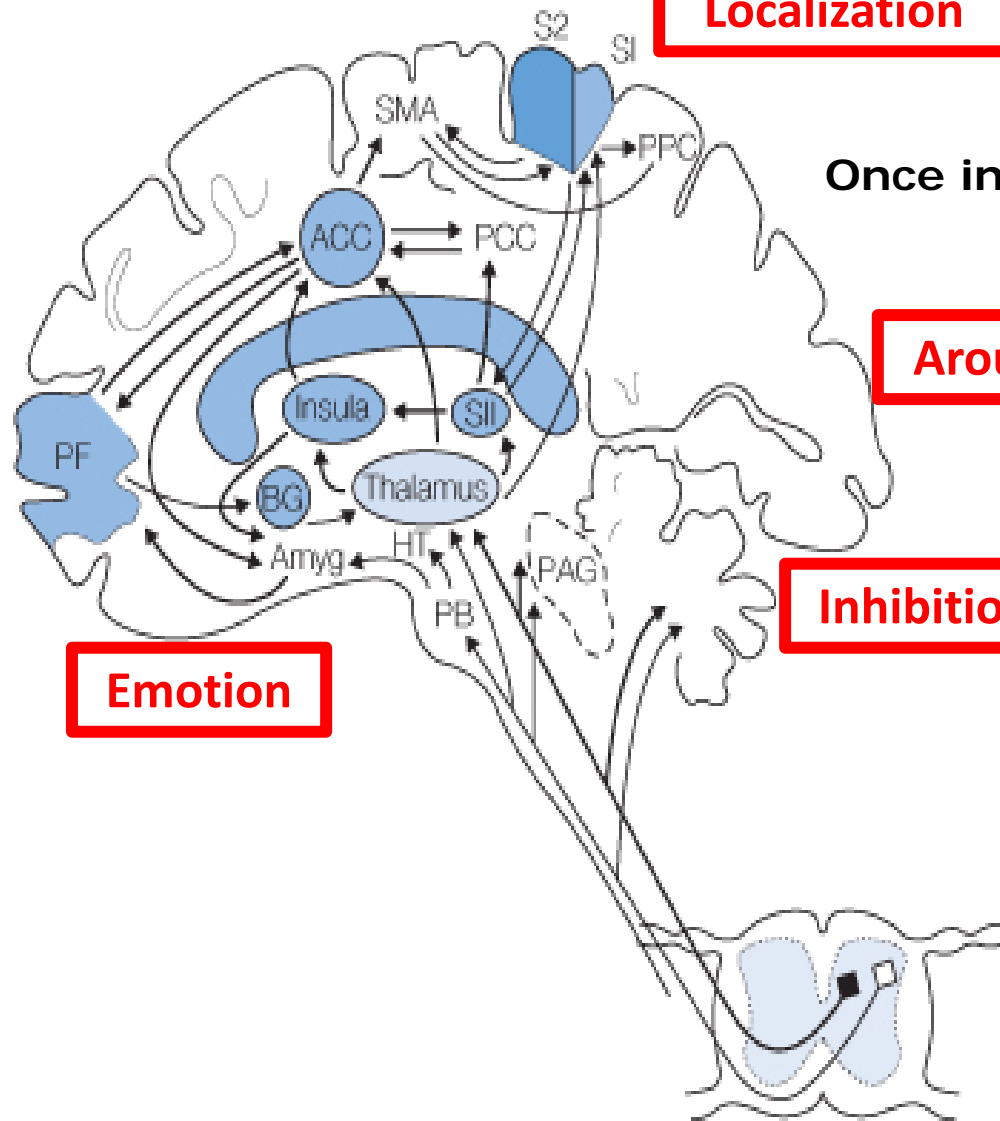 Localization
S2
SI
SMA
PPC
Once in
ACC
PCC
Arou
Insula
SII
PF
BG
Thalamus
HT
Amyg
PAG
PB
Inhibitio
Emotion